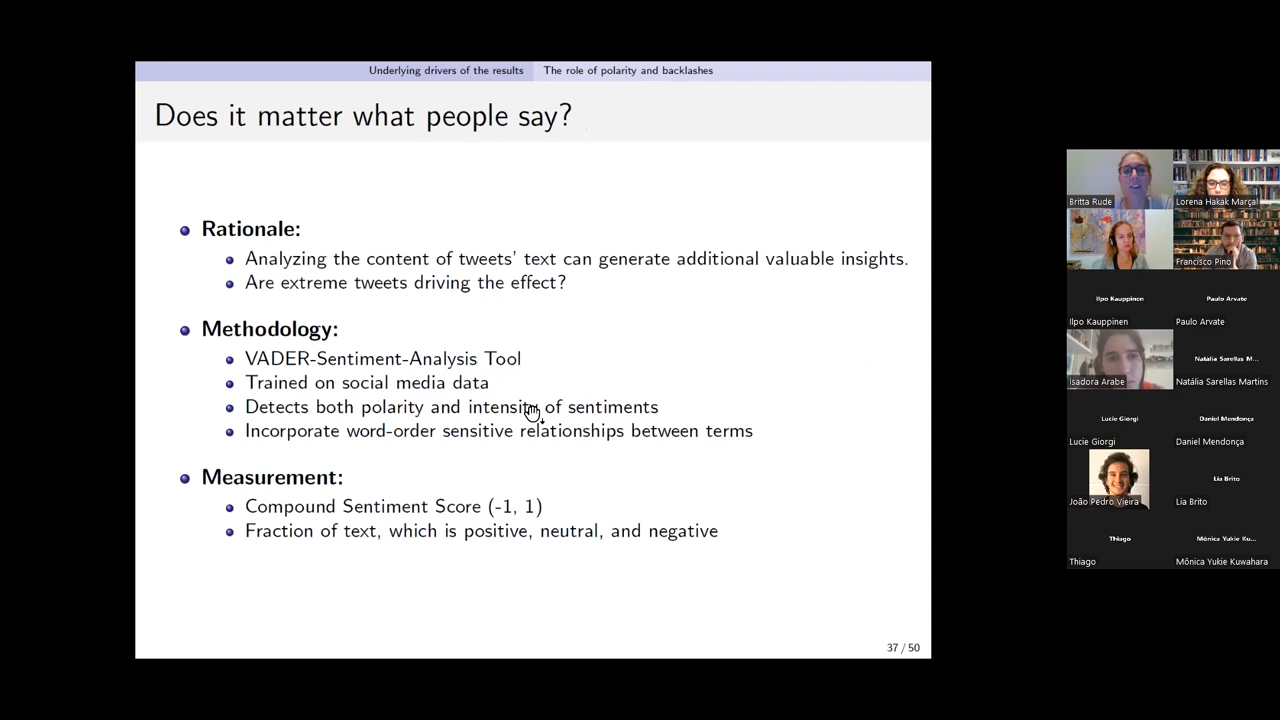 Underlying drivers of the results The role of polarity and backlashes
Does it matter what people say?
Rationale:
Analyzing the content of tweets' text can generate additional valuable insights.
Are extreme tweets driving the effect?
Methodology:
VADER-Sentiment-Analysis Tool
Trained on social media data
Detects both polarity and intensity of sentiments
Incorporate word-order sensitive relationships between terms
Measurement:
Compound Sentiment Score (-1, 1)
Fraction of text, which is positive, neutral, and negative
37 / 50
Britta Rude
Lorena Hakak Marçal
Francisco Pino
Ilpo Kauppinen
Ilpo Kauppinen
Paulo Arvate
Paulo Arvate
Isadora Arabe
Natália Sarellas M...
Natália Sarellas Martins
Lucie Giorgi
Lucie Giorgi
Daniel Mendonça
Daniel Mendonça
João Pedro Vieira
Lia Brito
Lia Brito
Thiago
Thiago
Mônica Yukie Ku...
Mônica Yukie Kuwahara